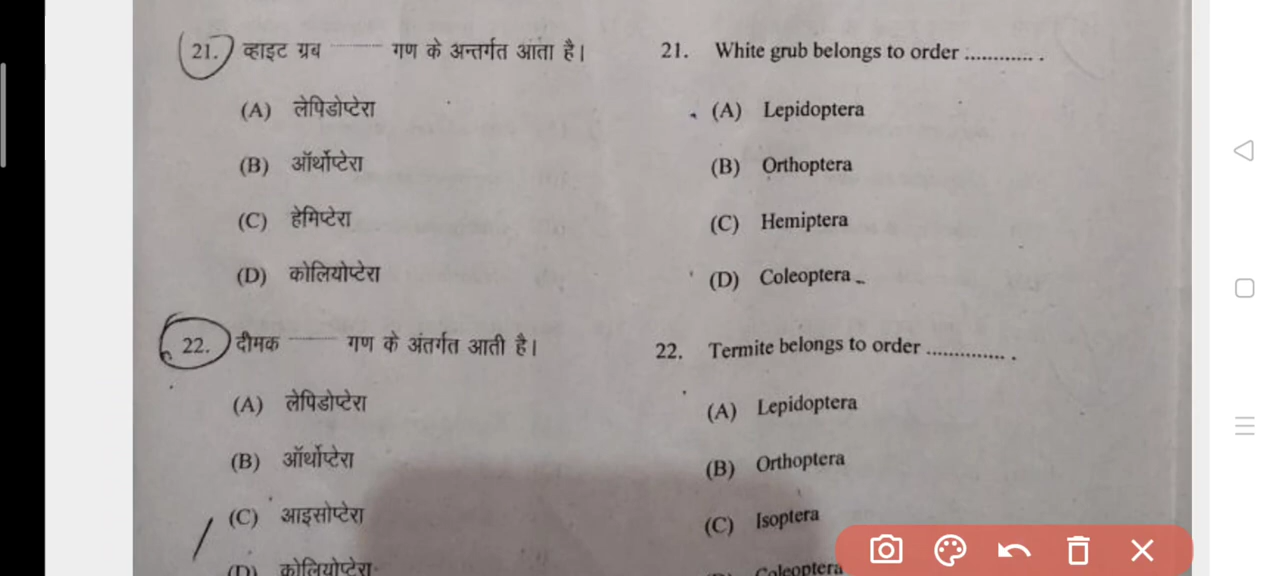 21. व्हाइट ग्रब ............ गण के अन्तर्गत आता है।
(A) लेपिडोप्टेरा
(B) ऑर्थोप्टेरा
(C) हेमिप्टेरा
(D) कोलियोप्टेरा
22. दीमक ............ गण के अंतर्गत आती है।
(A) लेपिडोप्टेरा
(B) ऑर्थोप्टेरा
(C) आइसोप्टेरा
(D) कोलियोप्टेरा
21. White grub belongs to order ............ .
(A) Lepidoptera
(B) Orthoptera
(C) Hemiptera
(D) Coleoptera
22. Termite belongs to order .............. .
(A) Lepidoptera
(B) Orthoptera
(C) Isoptera
Coleoptera